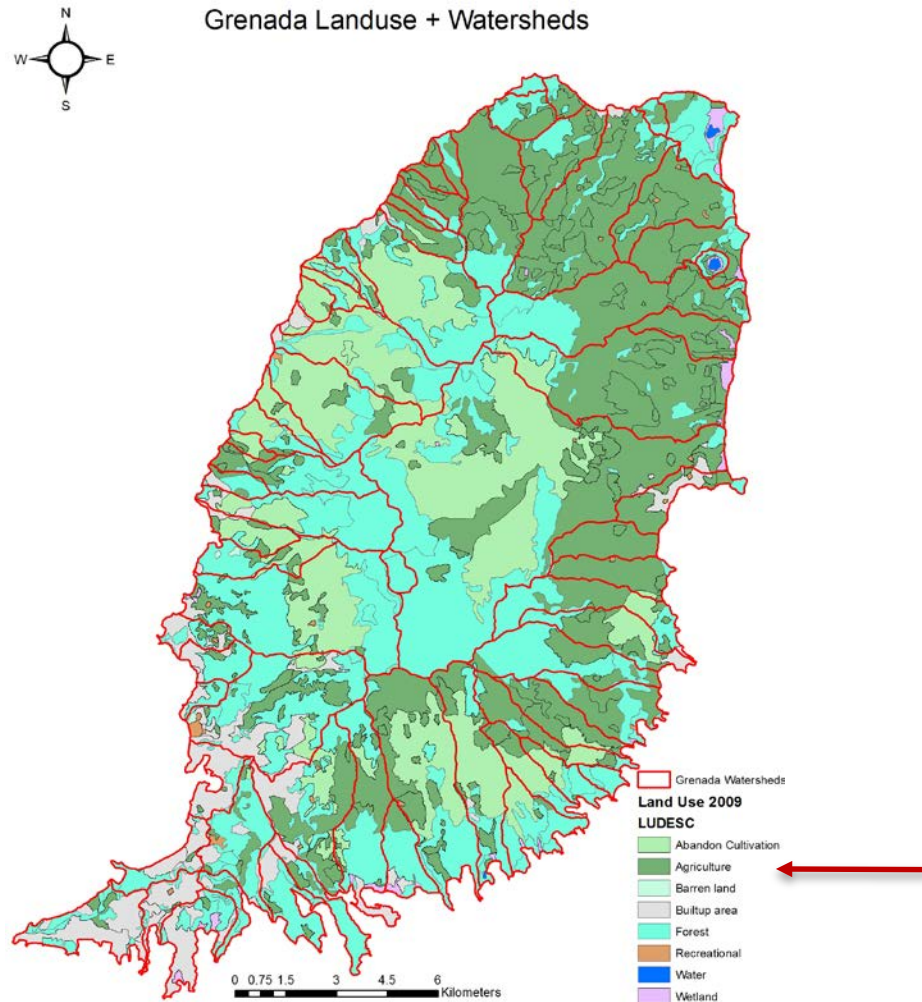 Grenada Landuse + Watersheds
N
W E
S
Grenada Watersheds
Land Use 2009
LUDESC
Abandon Cultivation
Agriculture
Barren land
Builtup area
Forest
Recreational
Water
Wetland
0 0.75 1.5 3 4.5 6
Kilometers